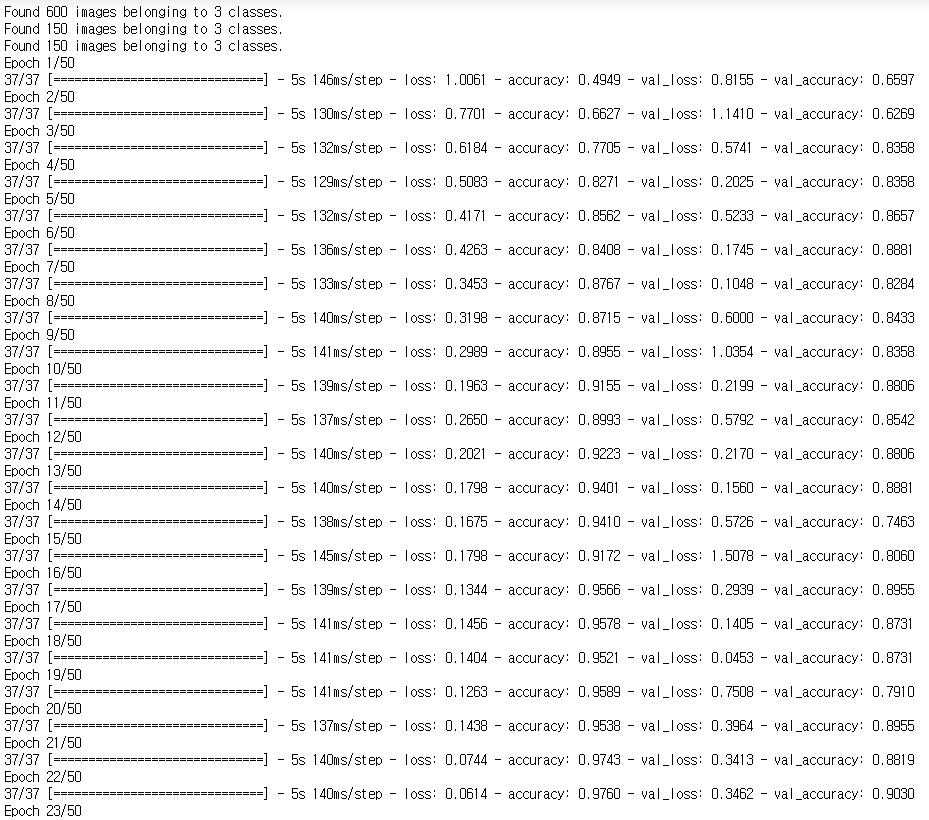 Found 600 images belonging to 3 classes.
Found 150 images belonging to 3 classes.
Found 150 images belonging to 3 classes.
Epoch 1/50
37/37 [==============================] - 5s 146ms/step - loss: 1.0061 - accuracy: 0.4949 - val_loss: 0.8155 - val_accuracy: 0.6597
Epoch 2/50
37/37 [==============================] - 5s 130ms/step - loss: 0.7701 - accuracy: 0.6627 - val_loss: 1.1410 - val_accuracy: 0.6269
Epoch 3/50
37/37 [==============================] - 5s 132ms/step - loss: 0.6184 - accuracy: 0.7705 - val_loss: 0.5741 - val_accuracy: 0.8358
Epoch 4/50
37/37 [==============================] - 5s 129ms/step - loss: 0.5083 - accuracy: 0.8271 - val_loss: 0.2025 - val_accuracy: 0.8358
Epoch 5/50
37/37 [==============================] - 5s 132ms/step - loss: 0.4171 - accuracy: 0.8562 - val_loss: 0.5233 - val_accuracy: 0.8657
Epoch 6/50
37/37 [==============================] - 5s 136ms/step - loss: 0.4263 - accuracy: 0.8408 - val_loss: 0.1745 - val_accuracy: 0.8881
Epoch 7/50
37/37 [==============================] - 5s 133ms/step - loss: 0.3453 - accuracy: 0.8767 - val_loss: 0.1048 - val_accuracy: 0.8284
Epoch 8/50
37/37 [==============================] - 5s 140ms/step - loss: 0.3198 - accuracy: 0.8715 - val_loss: 0.6000 - val_accuracy: 0.8433
Epoch 9/50
37/37 [==============================] - 5s 141ms/step - loss: 0.2989 - accuracy: 0.8955 - val_loss: 1.0354 - val_accuracy: 0.8358
Epoch 10/50
37/37 [==============================] - 5s 139ms/step - loss: 0.1963 - accuracy: 0.9155 - val_loss: 0.2199 - val_accuracy: 0.8806
Epoch 11/50
37/37 [==============================] - 5s 137ms/step - loss: 0.2650 - accuracy: 0.8993 - val_loss: 0.5792 - val_accuracy: 0.8542
Epoch 12/50
37/37 [==============================] - 5s 140ms/step - loss: 0.2021 - accuracy: 0.9223 - val_loss: 0.2170 - val_accuracy: 0.8806
Epoch 13/50
37/37 [==============================] - 5s 140ms/step - loss: 0.1798 - accuracy: 0.9401 - val_loss: 0.1560 - val_accuracy: 0.8881
Epoch 14/50
37/37 [==============================] - 5s 138ms/step - loss: 0.1675 - accuracy: 0.9410 - val_loss: 0.5726 - val_accuracy: 0.7463
Epoch 15/50
37/37 [==============================] - 5s 145ms/step - loss: 0.1798 - accuracy: 0.9172 - val_loss: 1.5078 - val_accuracy: 0.8060
Epoch 16/50
37/37 [==============================] - 5s 139ms/step - loss: 0.1344 - accuracy: 0.9566 - val_loss: 0.2939 - val_accuracy: 0.8955
Epoch 17/50
37/37 [==============================] - 5s 141ms/step - loss: 0.1456 - accuracy: 0.9578 - val_loss: 0.1405 - val_accuracy: 0.8731
Epoch 18/50
37/37 [==============================] - 5s 141ms/step - loss: 0.1404 - accuracy: 0.9521 - val_loss: 0.0453 - val_accuracy: 0.8731
Epoch 19/50
37/37 [==============================] - 5s 141ms/step - loss: 0.1263 - accuracy: 0.9589 - val_loss: 0.7508 - val_accuracy: 0.7910
Epoch 20/50
37/37 [==============================] - 5s 137ms/step - loss: 0.1438 - accuracy: 0.9538 - val_loss: 0.3964 - val_accuracy: 0.8955
Epoch 21/50
37/37 [==============================] - 5s 140ms/step - loss: 0.0744 - accuracy: 0.9743 - val_loss: 0.3413 - val_accuracy: 0.8819
Epoch 22/50
37/37 [==============================] - 5s 140ms/step - loss: 0.0614 - accuracy: 0.9760 - val_loss: 0.3462 - val_accuracy: 0.9030
Epoch 23/50